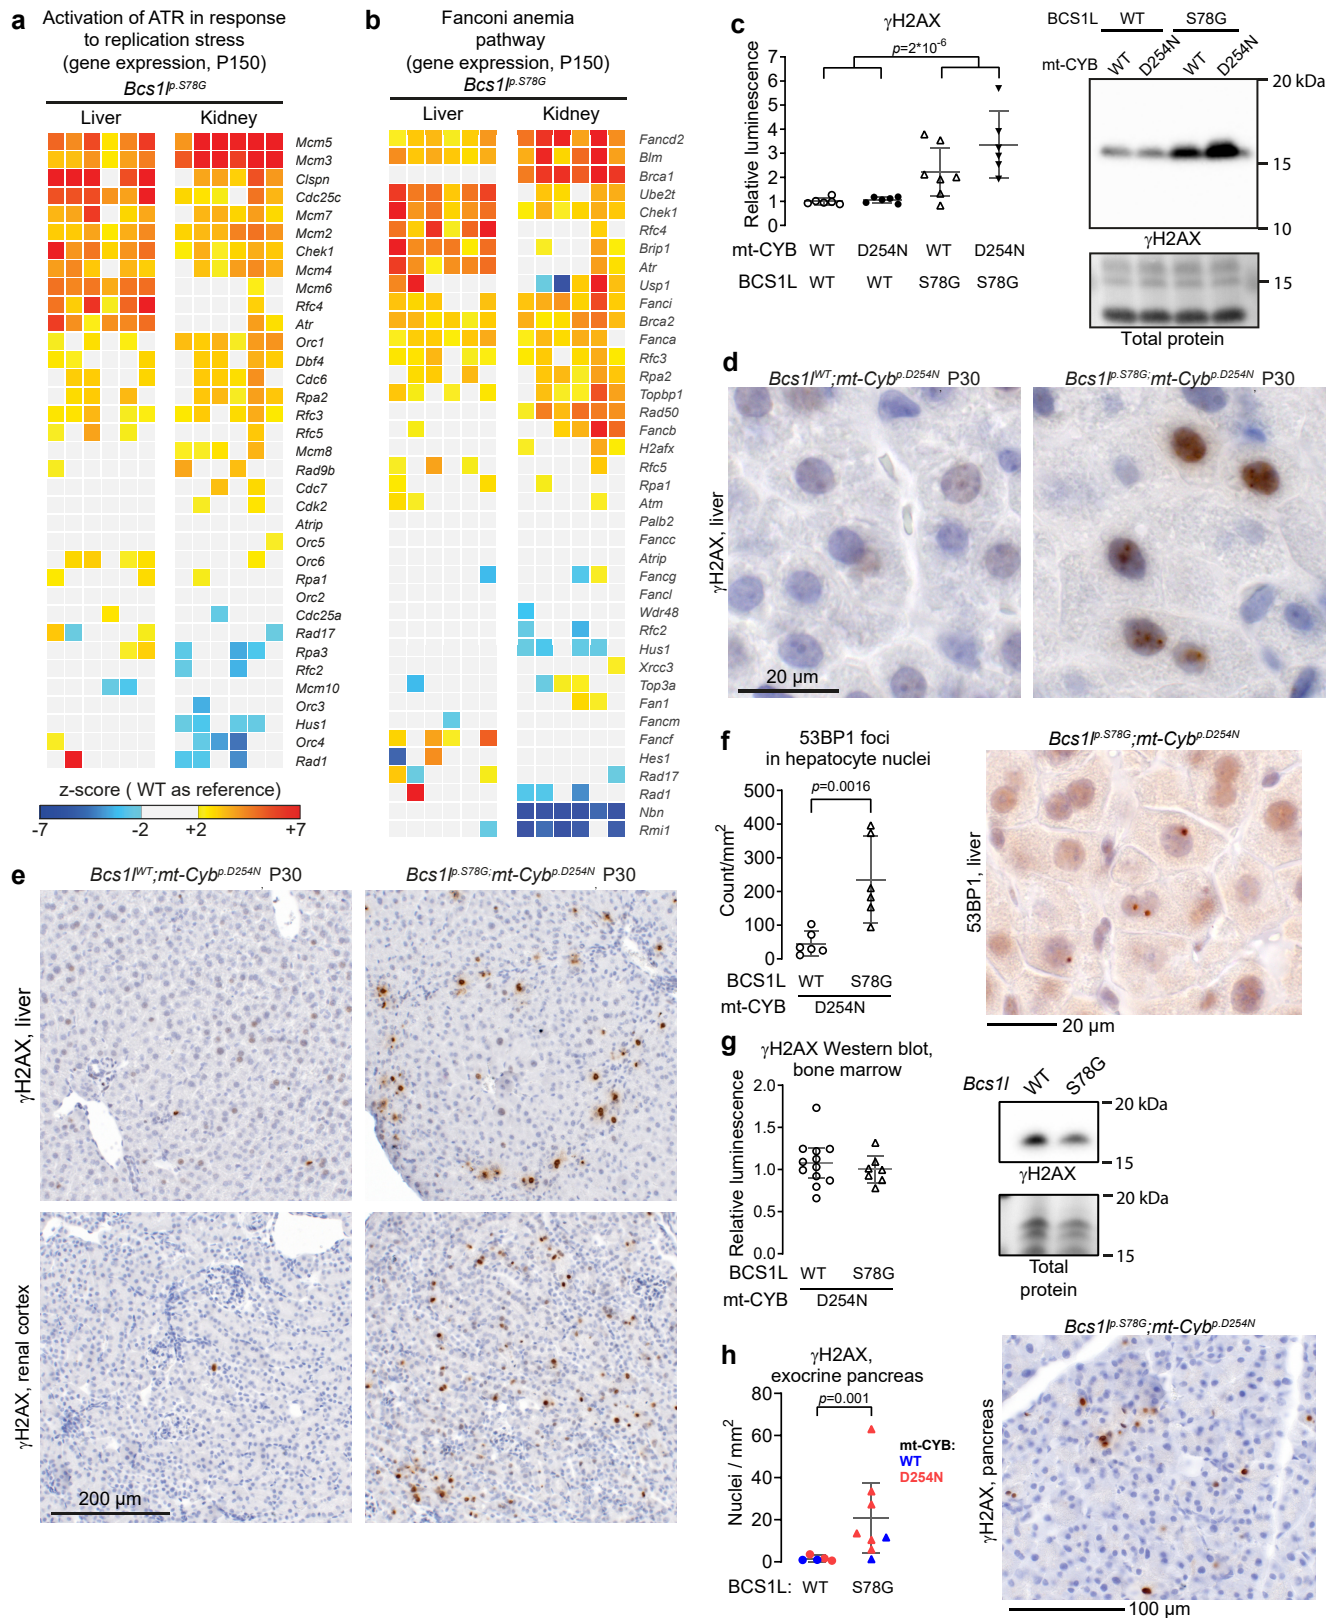 a
Activation of ATR in response
to replication stress
(gene expression, P150)
Bcs1l^p.S78G
Liver
Kidney
Mcm5
Mcm3
Clspn
Cdc25c
Mcm7
Mcm2
Chek1
Mcm4
Mcm6
Rfc4
Atr
Orc1
Dbf4
Cdc6
Rpa2
Rfc3
Rfc5
Mcm8
Rad9b
Cdc7
Cdk2
Atrip
Orc5
Orc6
Rpa1
Orc2
Cdc25a
Rad17
Rpa3
Rfc2
Mcm10
Orc3
Hus1
Orc4
Rad1
z-score ( WT as reference)
-7 -2 +2 +7
b
Fanconi anemia
pathway
(gene expression, P150)
Bcs1l^p.S78G
Liver
Kidney
Fancd2
Blm
Brca1
Ube2t
Chek1
Rfc4
Brip1
Atr
Usp1
Fanci
Brca2
Fanca
Rfc3
Rpa2
Topbp1
Rad50
Fancb
H2afx
Rfc5
Rpa1
Atm
Palb2
Fancc
Atrip
Fancg
Fancl
Wdr48
Rfc2
Hus1
Xrcc3
Top3a
Fan1
Fancm
Fancf
Hes1
Rad17
Rad1
Nbn
Rmi1
c
γH2AX
p=2*10^-6
Relative luminescence
7
6
5
4
3
2
1
0
mt-CYB WT D254N WT D254N
BCS1L WT WT S78G S78G
BCS1L WT S78G
mt-CYB WT D254N WT D254N
20 kDa
15
10
γH2AX
15
Total protein
d
Bcs1l^WT;mt-Cyb^p.D254N P30
Bcs1l^p.S78G;mt-Cyb^p.D254N P30
γH2AX, liver
20 µm
e
Bcs1l^WT;mt-Cyb^p.D254N P30
Bcs1l^p.S78G;mt-Cyb^p.D254N P30
γH2AX, liver
γH2AX, renal cortex
200 µm
f
53BP1 foci
in hepatocyte nuclei
p=0.0016
Count/mm²
500
400
300
200
100
0
BCS1L WT S78G
mt-CYB D254N
Bcs1l^p.S78G;mt-Cyb^p.D254N
53BP1, liver
20 µm
g
γH2AX Western blot,
bone marrow
Relative luminescence
2.0
1.5
1.0
0.5
0.0
BCS1L WT S78G
mt-CYB D254N
Bcs1l WT S78G
20 kDa
15
γH2AX
20 kDa
15
Total
protein
h
γH2AX,
exocrine pancreas
p=0.001
Nuclei / mm²
80
60
40
20
0
mt-CYB:
WT
D254N
BCS1L: WT S78G
Bcs1l^p.S78G;mt-Cyb^p.D254N
γH2AX, pancreas
100 µm